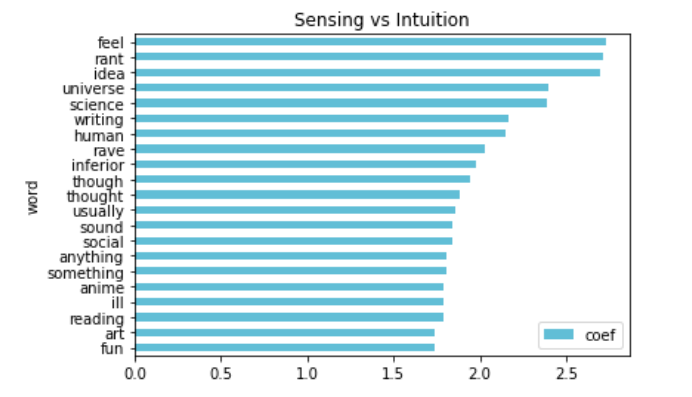 Sensing vs Intuition
feel
rant
idea
universe
science
writing
human
rave
inferior
though
thought
usually
sound
social
anything
something
anime
ill
reading
art
fun
word
coef
0.0 0.5 1.0 1.5 2.0 2.5